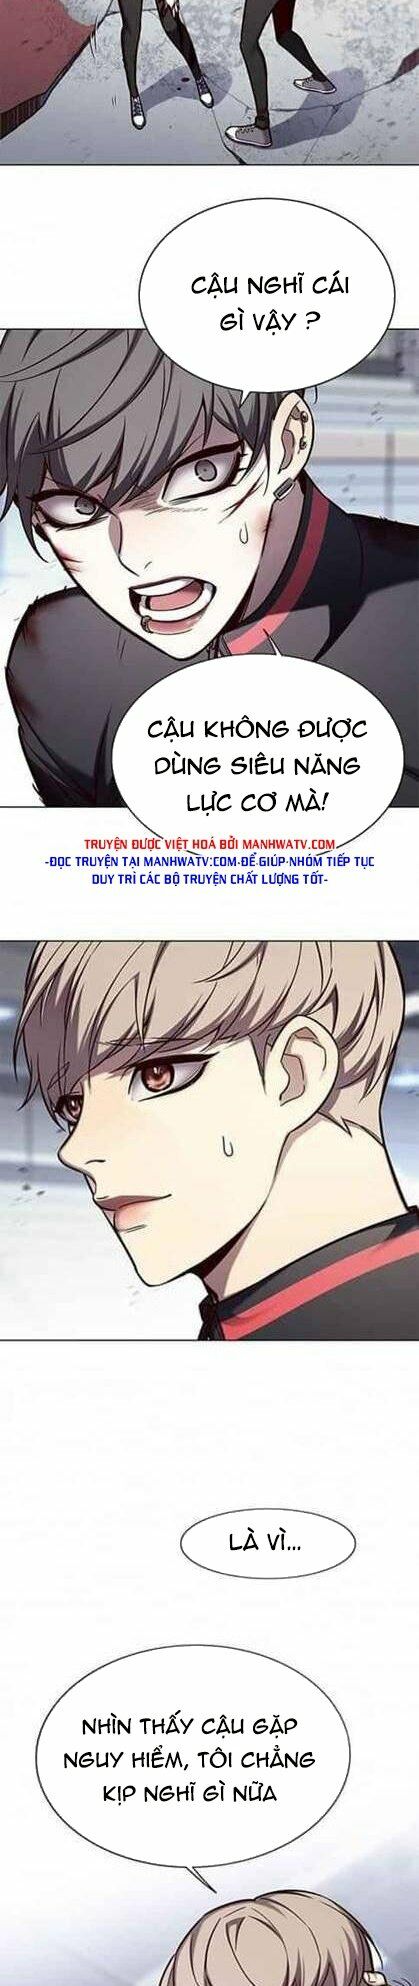 CẬU NGHĨ CÁI
GÌ VẬY ?
CẬU KHÔNG ĐƯỢC
DÙNG SIÊU NĂNG
LỰC CƠ MÀ!
TRUYỆN ĐƯỢC VIỆT HOÁ BỞI MANHWATV.COM
-ĐỌC TRUYỆN TẠI MANHWATV.COM ĐỂ GIÚP NHÓM TIẾP TỤC
DUY TRÌ CÁC BỘ TRUYỆN CHẤT LƯỢNG TỐT-
LÀ VÌ...
NHÌN THẤY CẬU GẶP
NGUY HIỂM, TÔI CHẲNG
KỊP NGHĨ GÌ NỮA